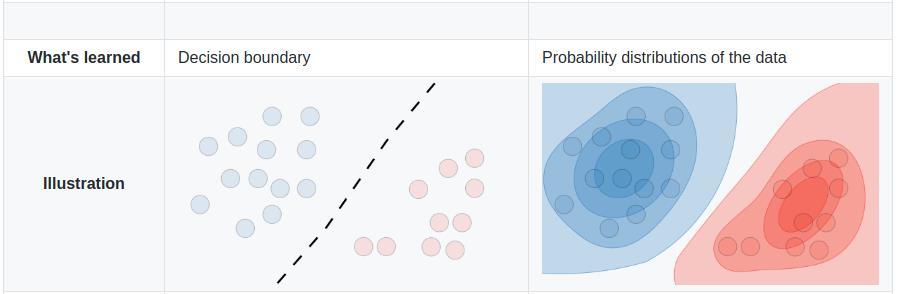 What's learned
Decision boundary
Probability distributions of the data
Illustration